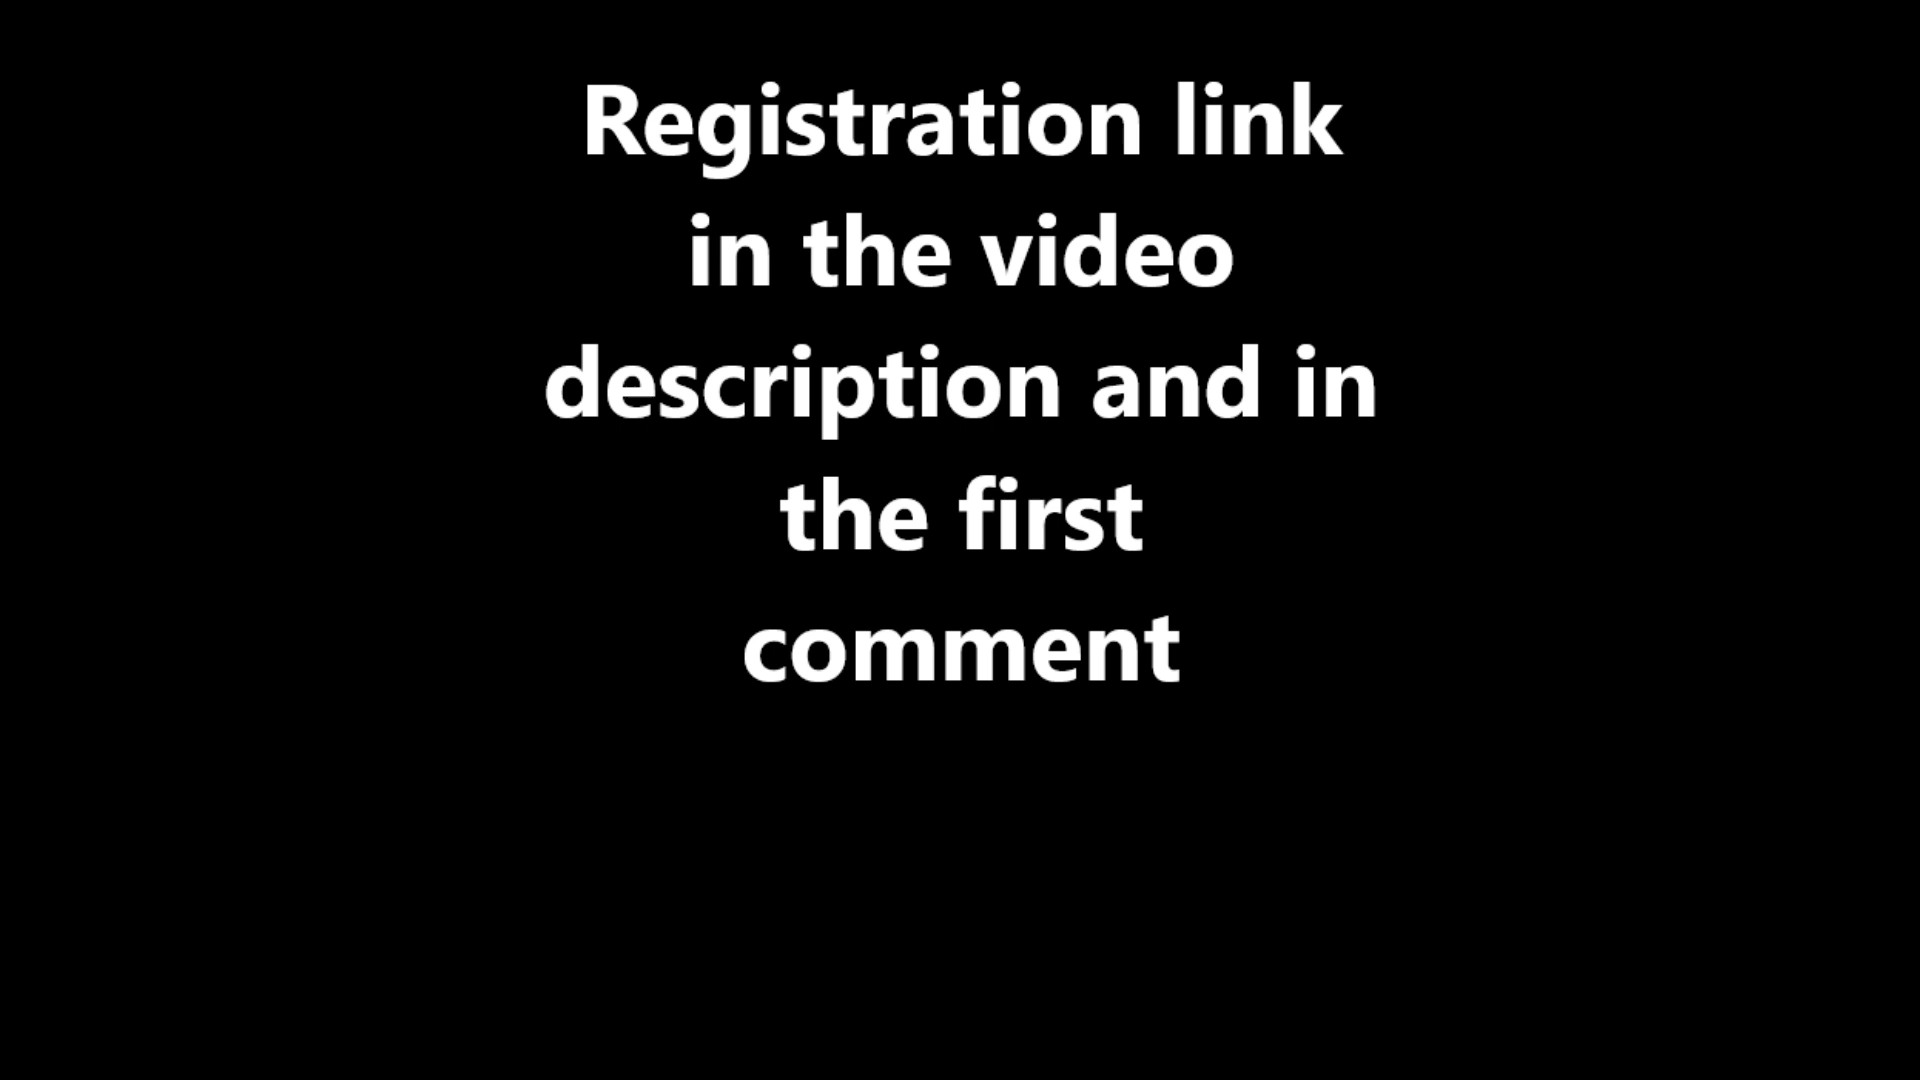 Registration link
in the video
description and in
the first
comment